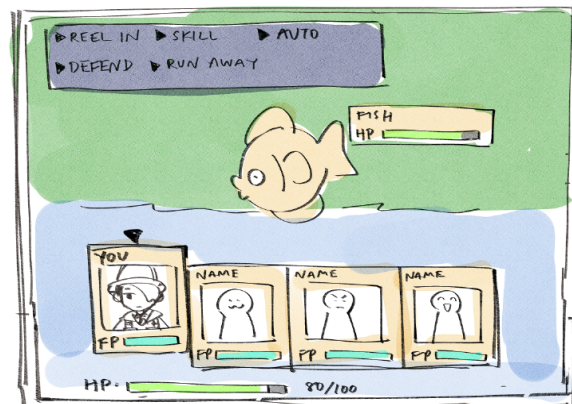 ▶REEL IN ▶SKILL ▶AUTO
▶DEFEND ▶RUN AWAY
FISH
HP
YOU
NAME NAME NAME
FP FP FP FP
HP: 80/100